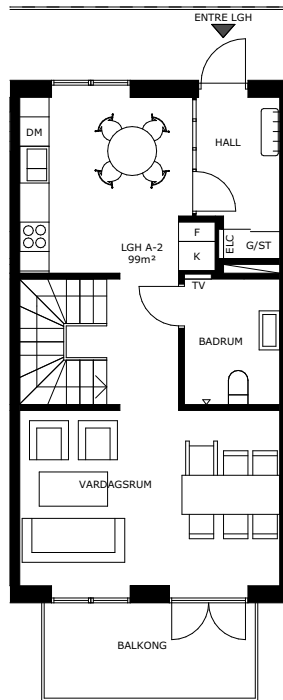 ENTRE LGH
DM
HALL
F
K
ELC
G/ST
LGH A-2
99m²
TV
BADRUM
VARDAGSRUM
BALKONG